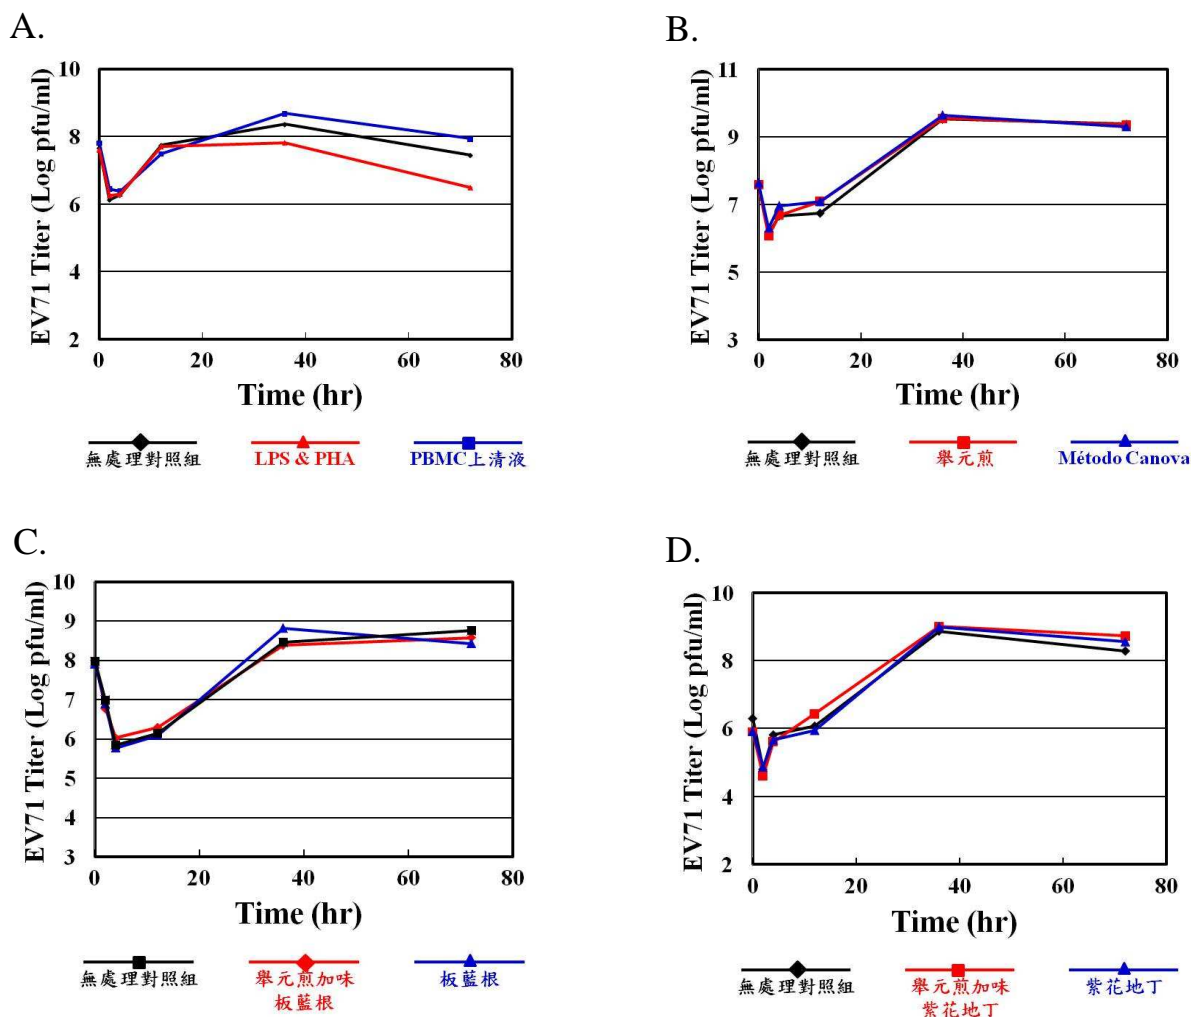 A.
EV71 Titer (Log pfu/ml)
10
8
6
4
2
0 20 40 60 80
Time (hr)
無處理對照組 LPS & PHA PBMC上清液
B.
EV71 Titer (Log pfu/ml)
11
9
7
5
3
0 20 40 60 80
Time (hr)
無處理對照組 舉元煎 Método Canova
C.
EV71 Titer (Log pfu/ml)
10
9
8
7
6
5
4
3
0 20 40 60 80
Time (hr)
無處理對照組 舉元煎加味 板藍根
板藍根
D.
EV71 Titer (Log pfu/ml)
10
8
6
4
2
0 20 40 60 80
Time (hr)
無處理對照組 舉元煎加味 紫花地丁
紫花地丁